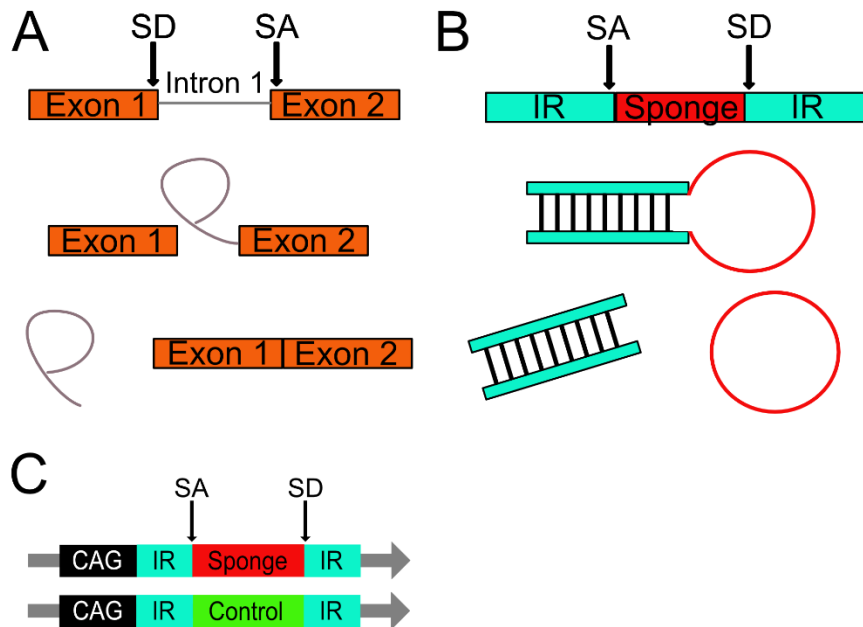 A
SD SA
Intron 1
Exon 1 Exon 2
Exon 1 Exon 2
Exon 1 Exon 2
B
SA SD
IR Sponge IR
C
SA SD
CAG IR Sponge IR
CAG IR Control IR